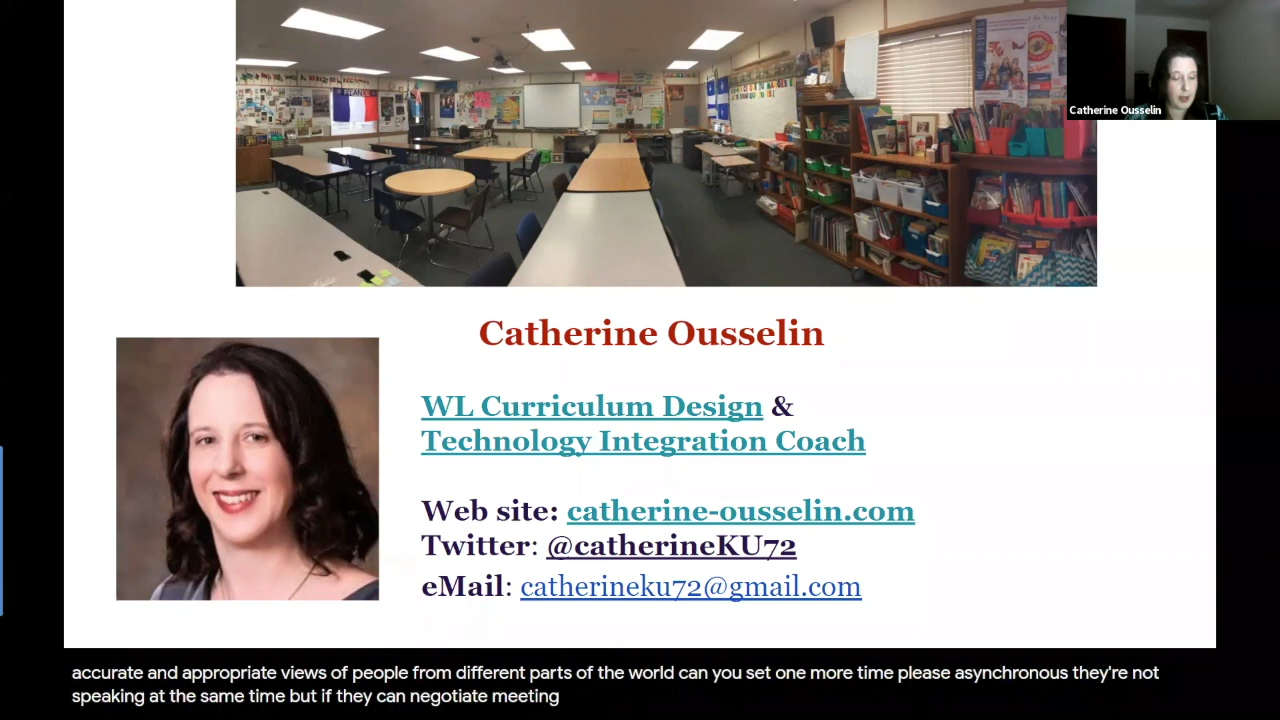 FRANCE
Catherine Ousselin
Catherine Ousselin
WL Curriculum Design &
Technology Integration Coach
Web site: catherine-ousselin.com
Twitter: @catherineKU72
eMail: catherineku72@gmail.com
accurate and appropriate views of people from different parts of the world can you set one more time please asynchronous they're not
speaking at the same time but if they can negotiate meeting